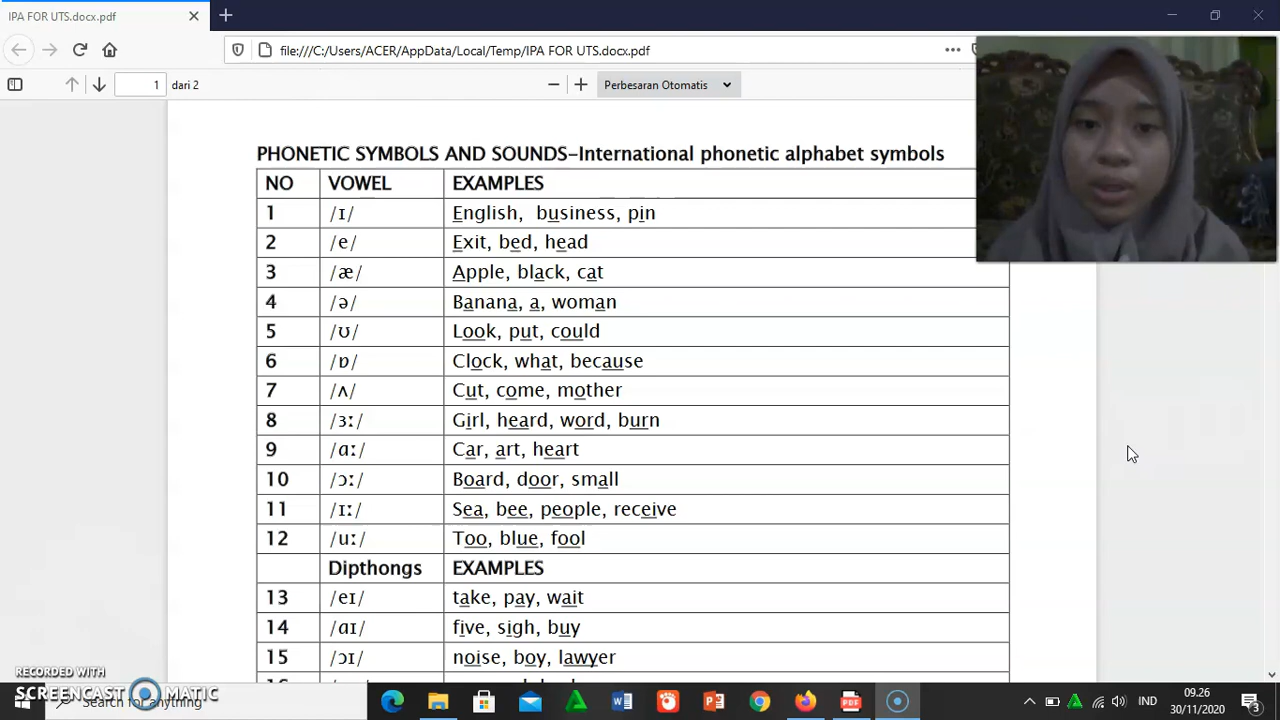 IPA FOR UTS.docx.pdf
file:///C:/Users/ACER/AppData/Local/Temp/IPA FOR UTS.docx.pdf
1 dari 2
Perbesaran Otomatis
PHONETIC SYMBOLS AND SOUNDS–International phonetic alphabet symbols
NO VOWEL EXAMPLES
1 /ɪ/ English, business, pin
2 /e/ Exit, bed, head
3 /æ/ Apple, black, cat
4 /ə/ Banana, a, woman
5 /ʊ/ Look, put, could
6 /ɒ/ Clock, what, because
7 /ʌ/ Cut, come, mother
8 /ɜː/ Girl, heard, word, burn
9 /ɑː/ Car, art, heart
10 /ɔː/ Board, door, small
11 /ɪː/ Sea, bee, people, receive
12 /uː/ Too, blue, fool
Dipthongs EXAMPLES
13 /eɪ/ take, pay, wait
14 /ɑɪ/ five, sigh, buy
15 /ɔɪ/ noise, boy, lawyer
RECORDED WITH
SCREENCAST MATIC
Search for anything
IND
09.26
30/11/2020
3